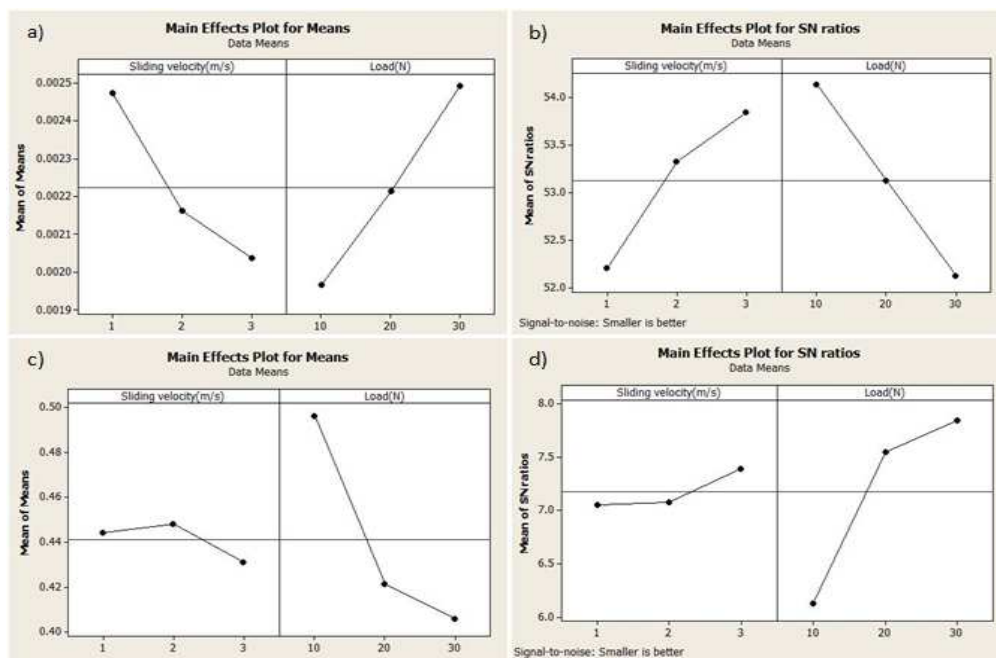 a)
Main Effects Plot for Means
Data Means
Sliding velocity(m/s) Load(N)
Mean of Means
0.0025
0.0024
0.0023
0.0022
0.0021
0.0020
0.0019
1 2 3 10 20 30
b)
Main Effects Plot for SN ratios
Data Means
Sliding velocity(m/s) Load(N)
Mean of SN ratios
54.0
53.5
53.0
52.5
52.0
1 2 3 10 20 30
Signal-to-noise: Smaller is better
c)
Main Effects Plot for Means
Data Means
Sliding velocity(m/s) Load(N)
Mean of Means
0.50
0.48
0.46
0.44
0.42
0.40
1 2 3 10 20 30
d)
Main Effects Plot for SN ratios
Data Means
Sliding velocity(m/s) Load(N)
Mean of SN ratios
8.0
7.5
7.0
6.5
6.0
1 2 3 10 20 30
Signal-to-noise: Smaller is better